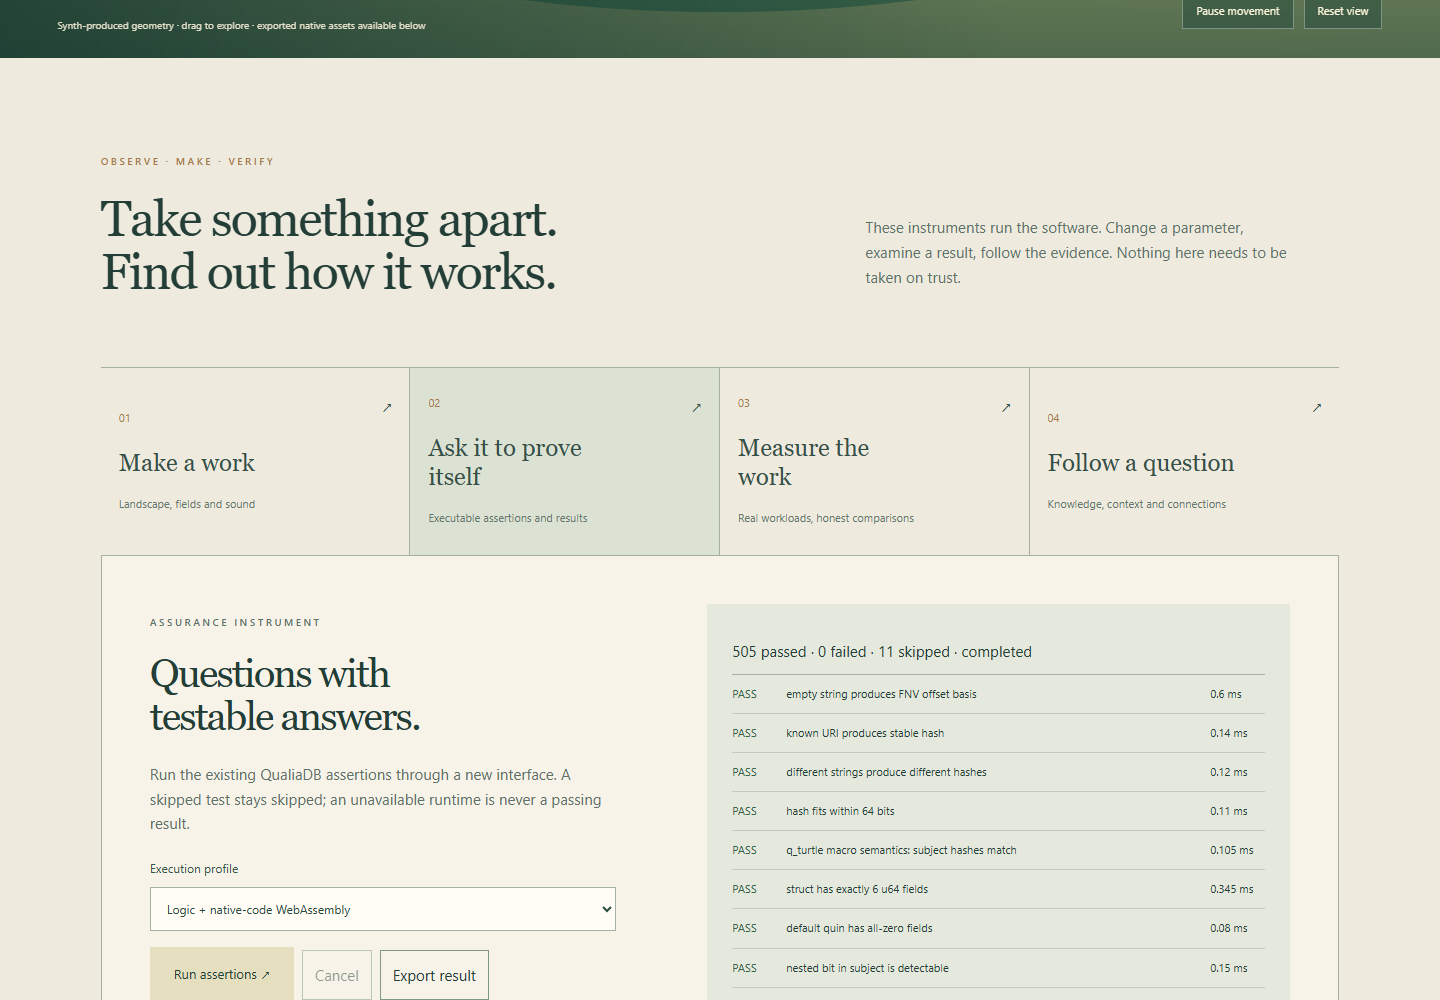 Synth-produced geometry · drag to explore · exported native assets available below
Pause movement
Reset view
OBSERVE · MAKE · VERIFY
Take something apart.
Find out how it works.
These instruments run the software. Change a parameter,
examine a result, follow the evidence. Nothing here needs to be
taken on trust.
01
↗
Make a work
Landscape, fields and sound
02
↗
Ask it to prove
itself
Executable assertions and results
03
↗
Measure the
work
Real workloads, honest comparisons
04
↗
Follow a question
Knowledge, context and connections
ASSURANCE INSTRUMENT
Questions with
testable answers.
Run the existing QualiaDB assertions through a new interface. A
skipped test stays skipped; an unavailable runtime is never a passing
result.
Execution profile
Logic + native-code WebAssembly
Run assertions ↗
Cancel
Export result
505 passed · 0 failed · 11 skipped · completed
PASS empty string produces FNV offset basis 0.6 ms
PASS known URI produces stable hash 0.14 ms
PASS different strings produce different hashes 0.12 ms
PASS hash fits within 64 bits 0.11 ms
PASS q_turtle macro semantics: subject hashes match 0.105 ms
PASS struct has exactly 6 u64 fields 0.345 ms
PASS default quin has all-zero fields 0.08 ms
PASS nested bit in subject is detectable 0.15 ms